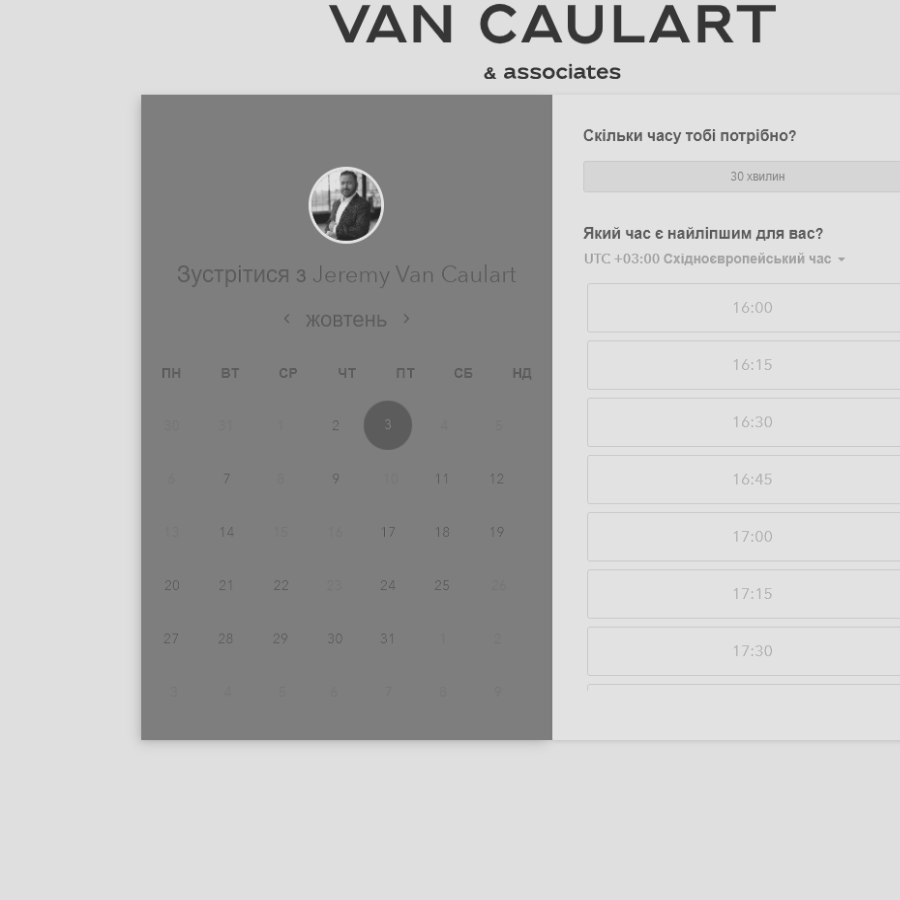 VAN CAULART
& associates
Зустрітися з Jeremy Van Caulart
‹ жовтень ›
ПН ВТ СР ЧТ ПТ СБ НД
30 31 1 2 3 4 5
6 7 8 9 10 11 12
13 14 15 16 17 18 19
20 21 22 23 24 25 26
27 28 29 30 31 1 2
3 4 5 6 7 8 9
Скільки часу тобі потрібно?
30 хвилин
Який час є найліпшим для вас?
UTC +03:00 Східноєвропейський час
16:00
16:15
16:30
16:45
17:00
17:15
17:30